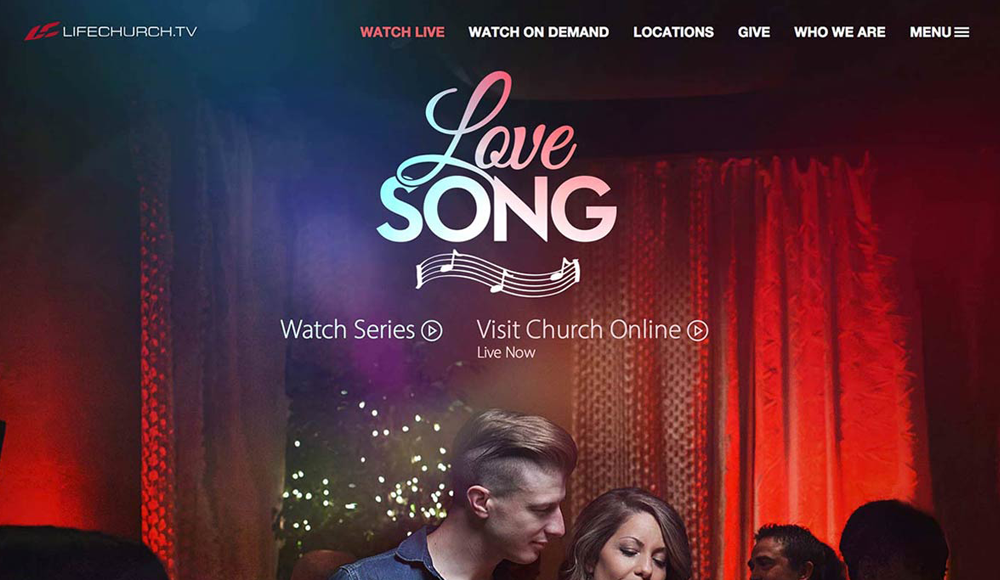 LIFECHURCH.TV
WATCH LIVE WATCH ON DEMAND LOCATIONS GIVE WHO WE ARE MENU
Love
SONG
Watch Series
Visit Church Online
Live Now